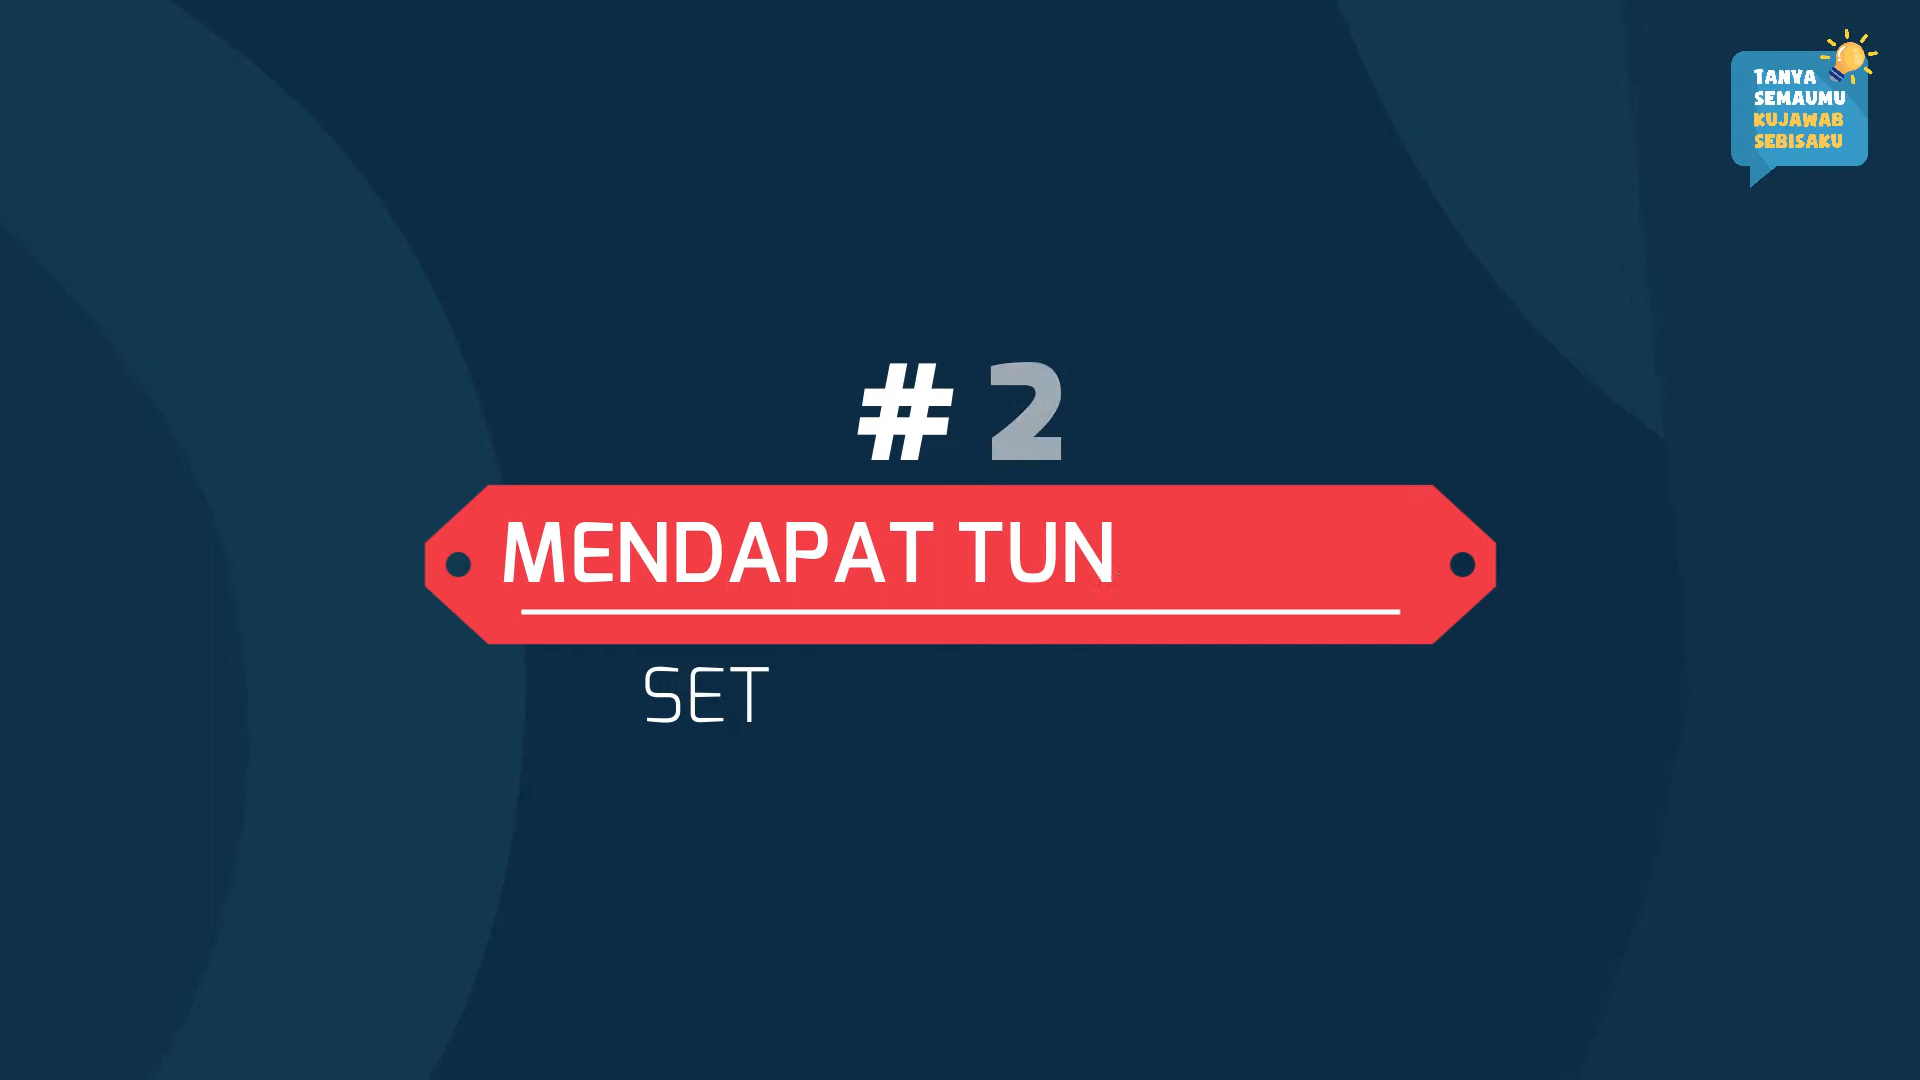 TANYA
SEMAUMU
KUJAWAB
SEBISAKU
# 2
MENDAPAT TUN
SET